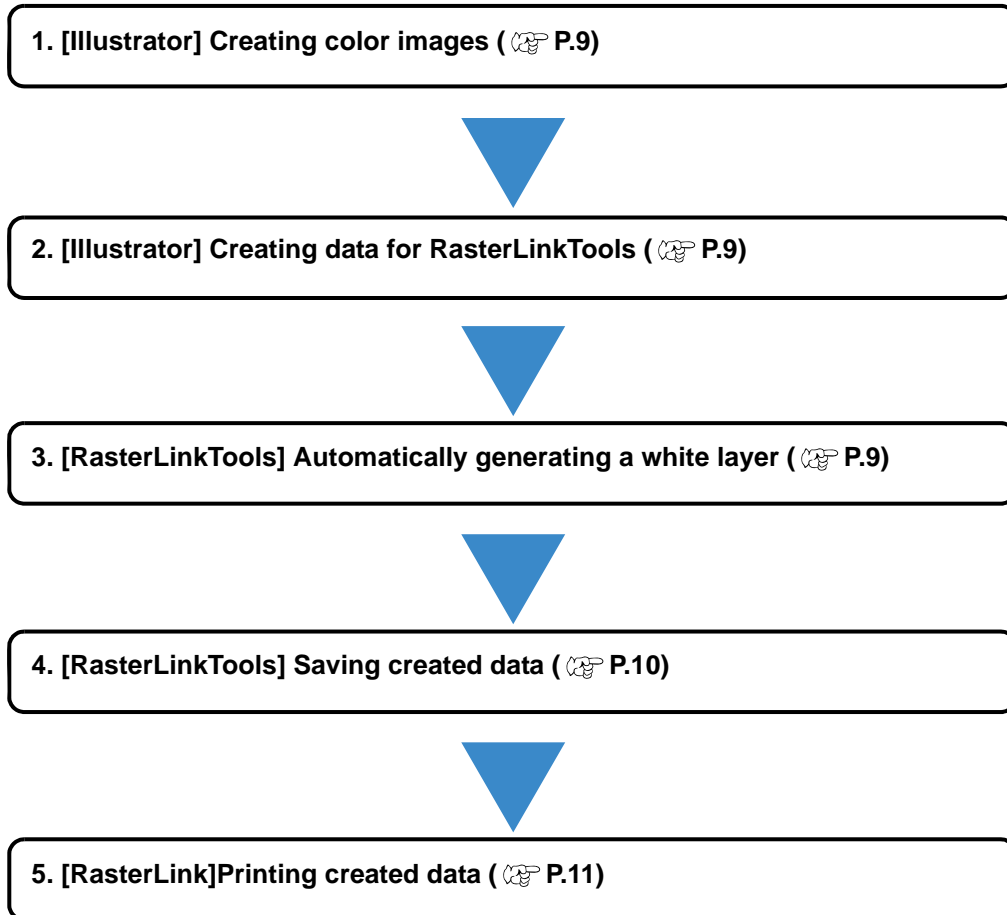 1. [Illustrator] Creating color images ( ☞ P.9)
2. [Illustrator] Creating data for RasterLinkTools ( ☞ P.9)
3. [RasterLinkTools] Automatically generating a white layer ( ☞ P.9)
4. [RasterLinkTools] Saving created data ( ☞ P.10)
5. [RasterLink]Printing created data ( ☞ P.11)